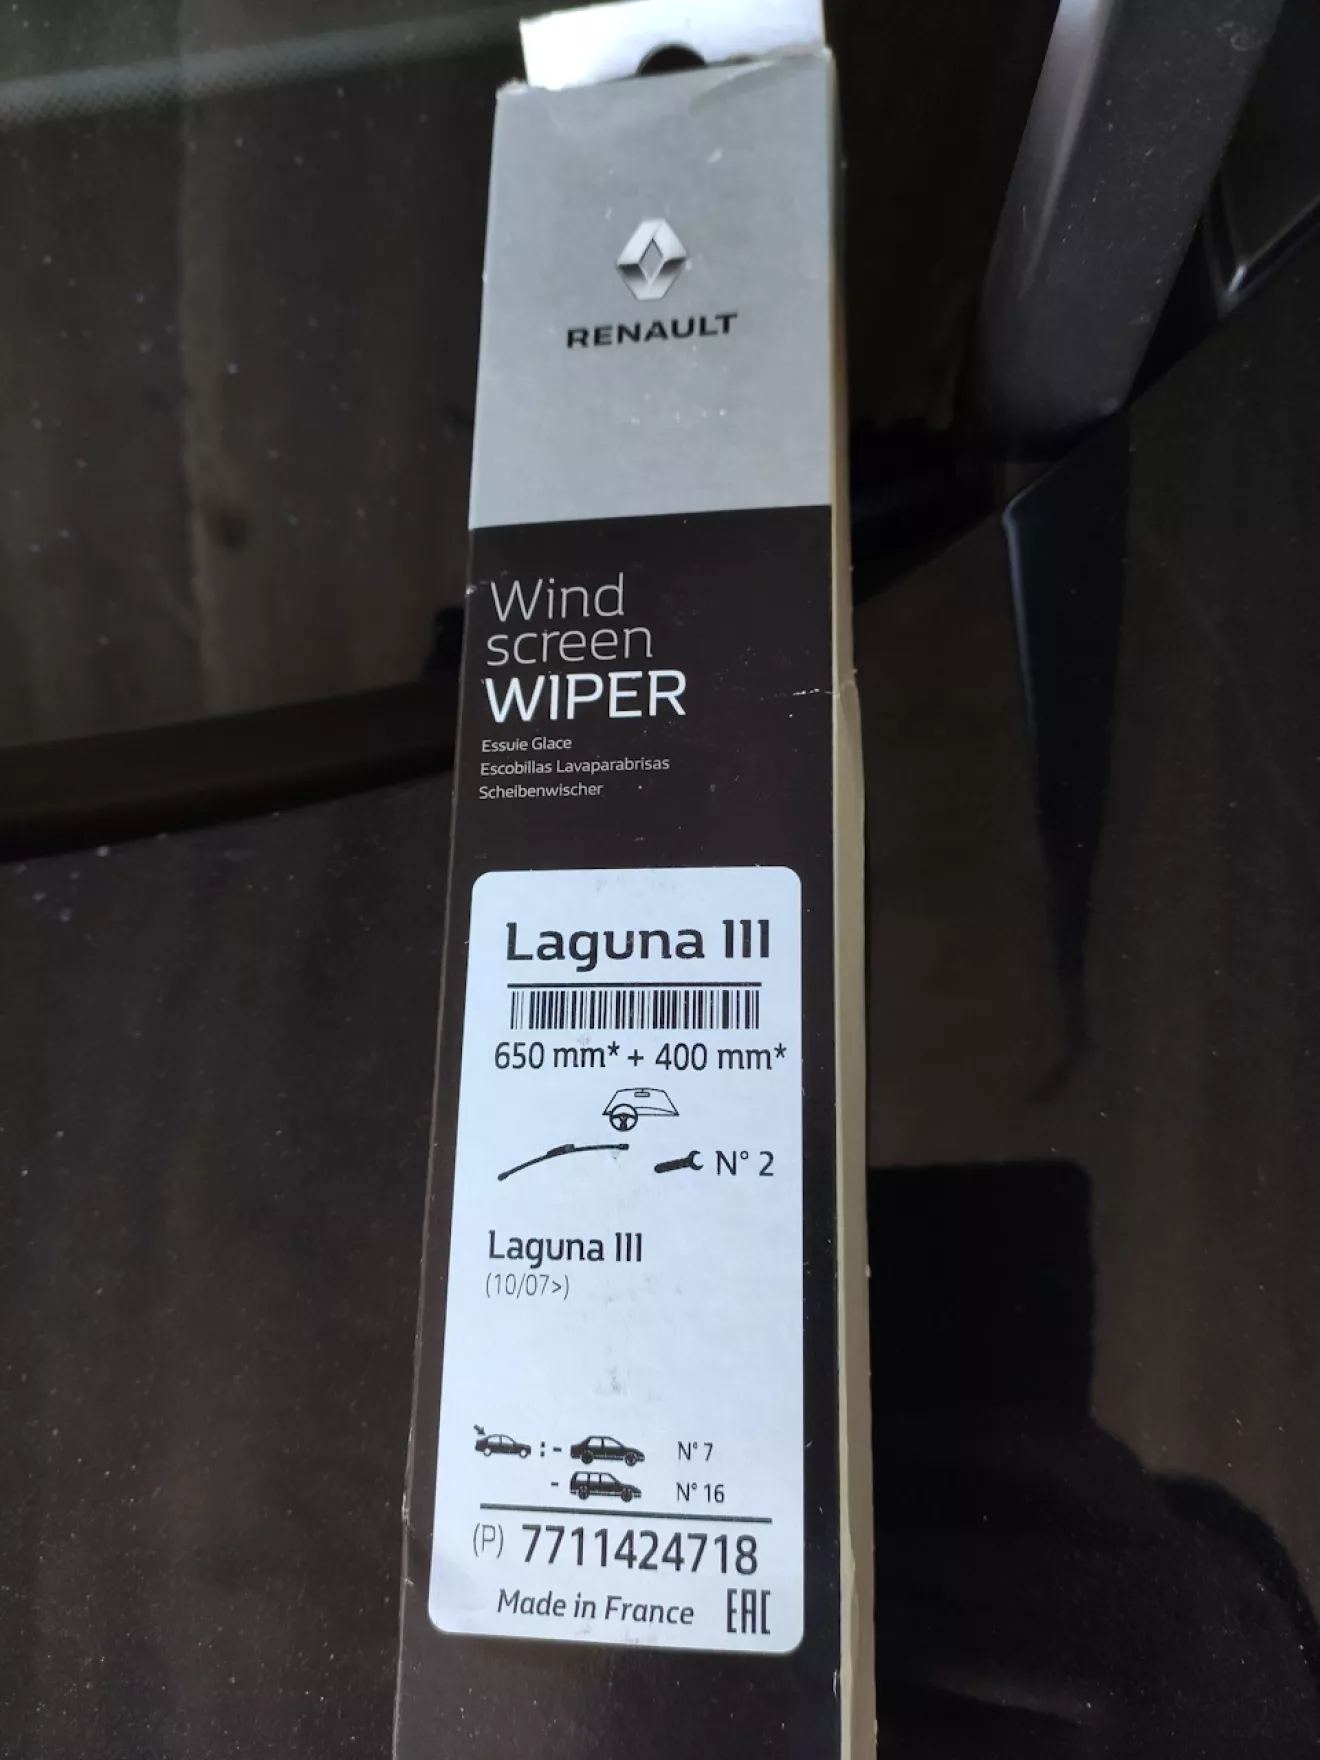 RENAULT
Wind
screen
WIPER
Essuie Glace
Escobillas Lavaparabrisas
Scheibenwischer
Laguna III
650 mm* + 400 mm*
N° 2
Laguna III
(10/07>)
: - N° 7
- N° 16
(P) 7711424718
Made in France EAC